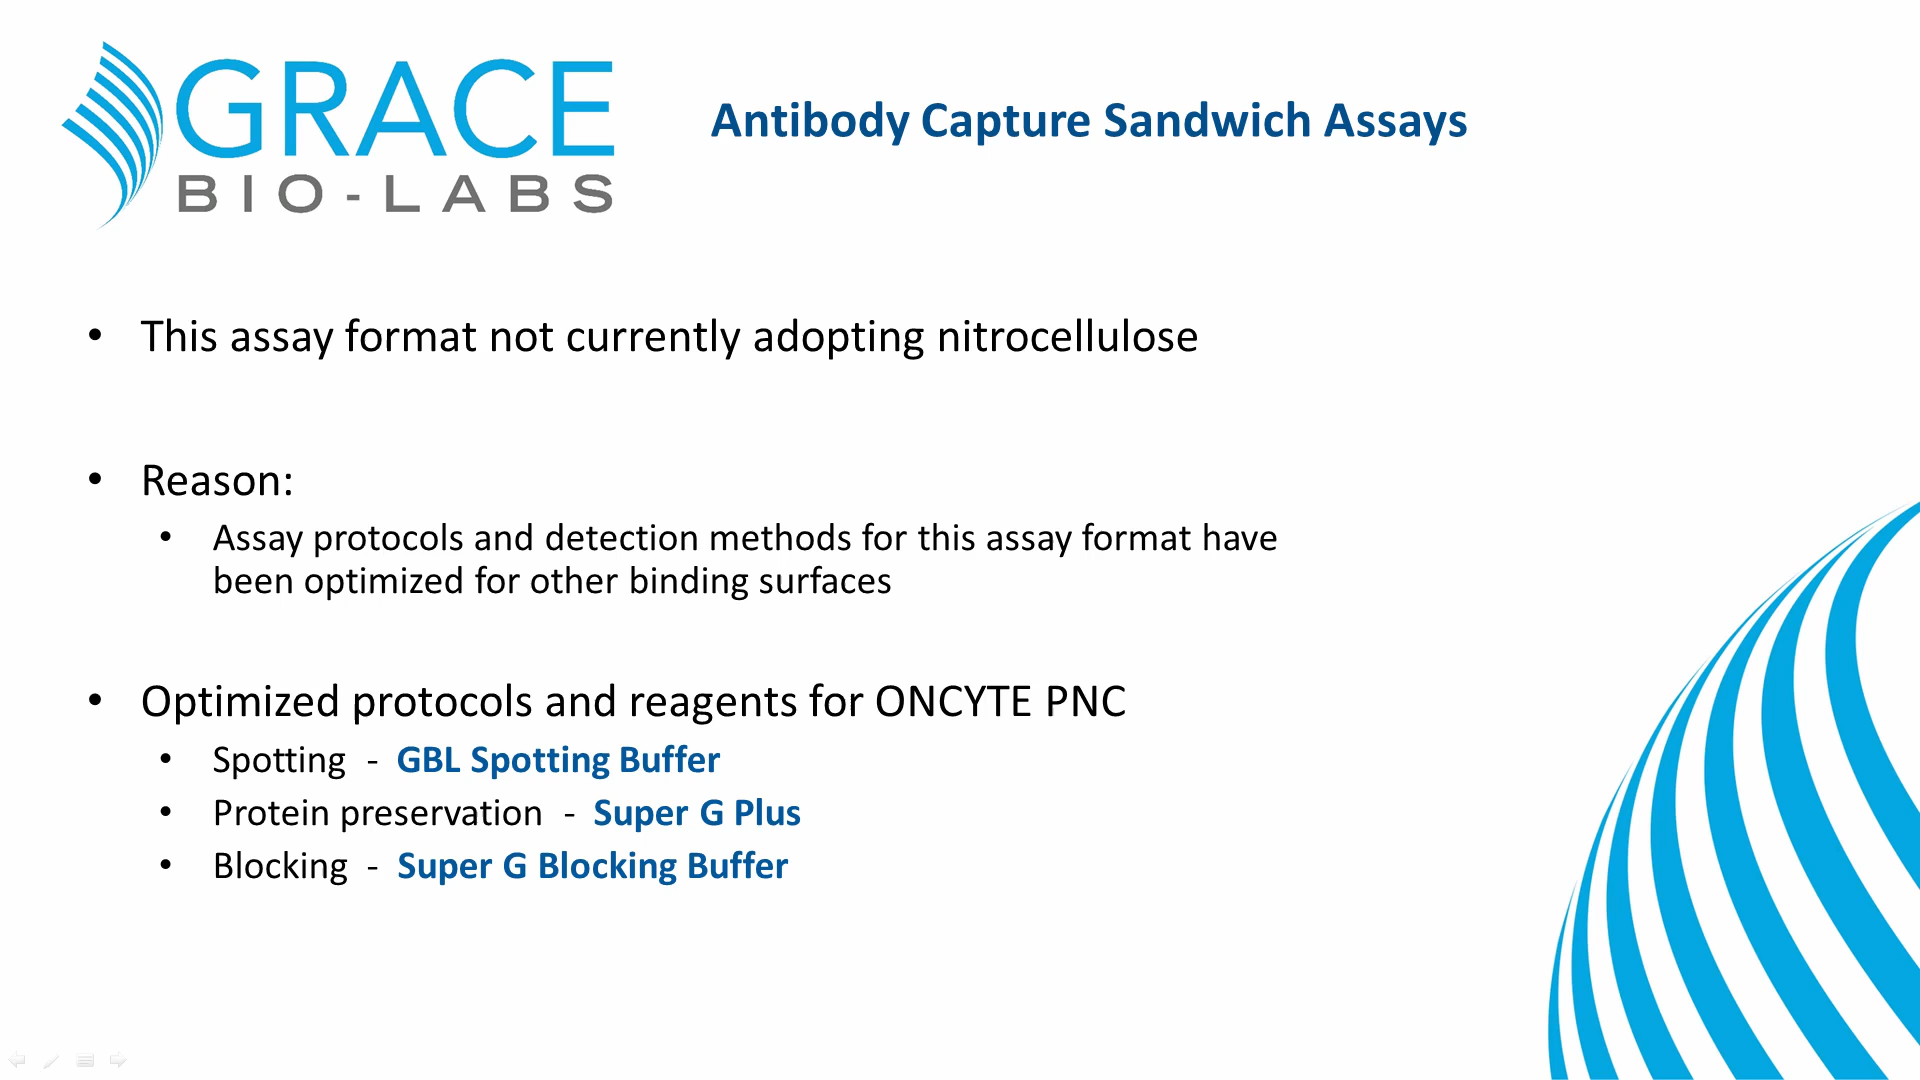 GRACE
BIO-LABS
Antibody Capture Sandwich Assays
• This assay format not currently adopting nitrocellulose
• Reason:
• Assay protocols and detection methods for this assay format have
been optimized for other binding surfaces
• Optimized protocols and reagents for ONCYTE PNC
• Spotting - GBL Spotting Buffer
• Protein preservation - Super G Plus
• Blocking - Super G Blocking Buffer